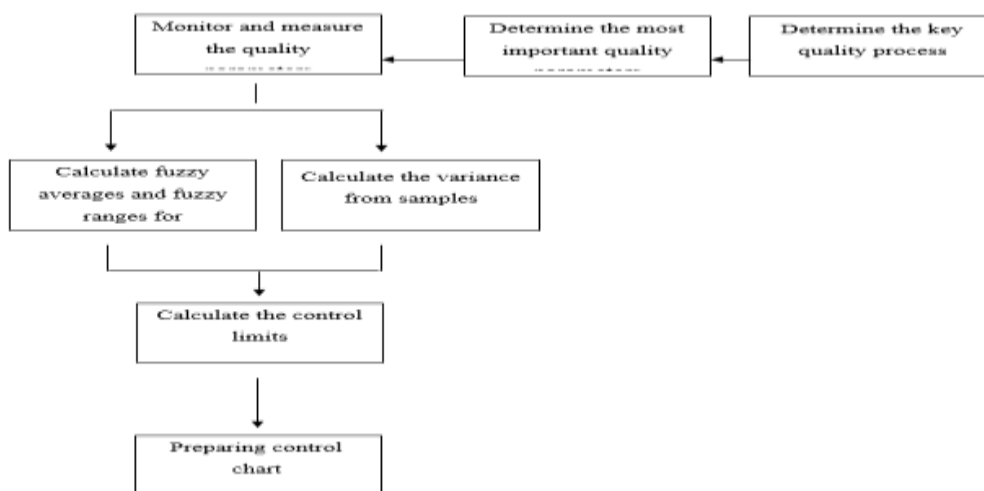 Monitor and measure
the quality
Determine the most
important quality
Determine the key
quality process
Calculate fuzzy
averages and fuzzy
ranges for
Calculate the variance
from samples
Calculate the control
limits
Preparing control
chart